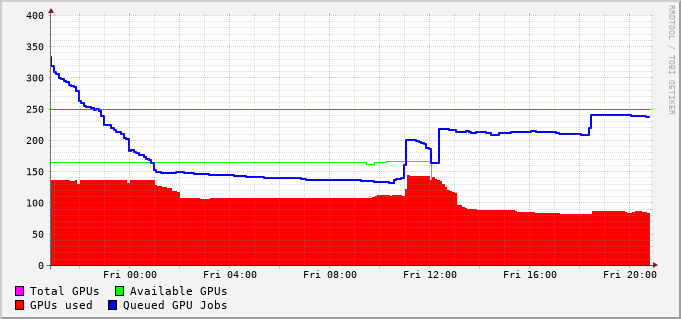 RRDTOOL / TOBI OETIKER
400
350
300
250
200
150
100
50
0
Fri 00:00 Fri 04:00 Fri 08:00 Fri 12:00 Fri 16:00 Fri 20:00
Total GPUs Available GPUs
GPUs used Queued GPU Jobs